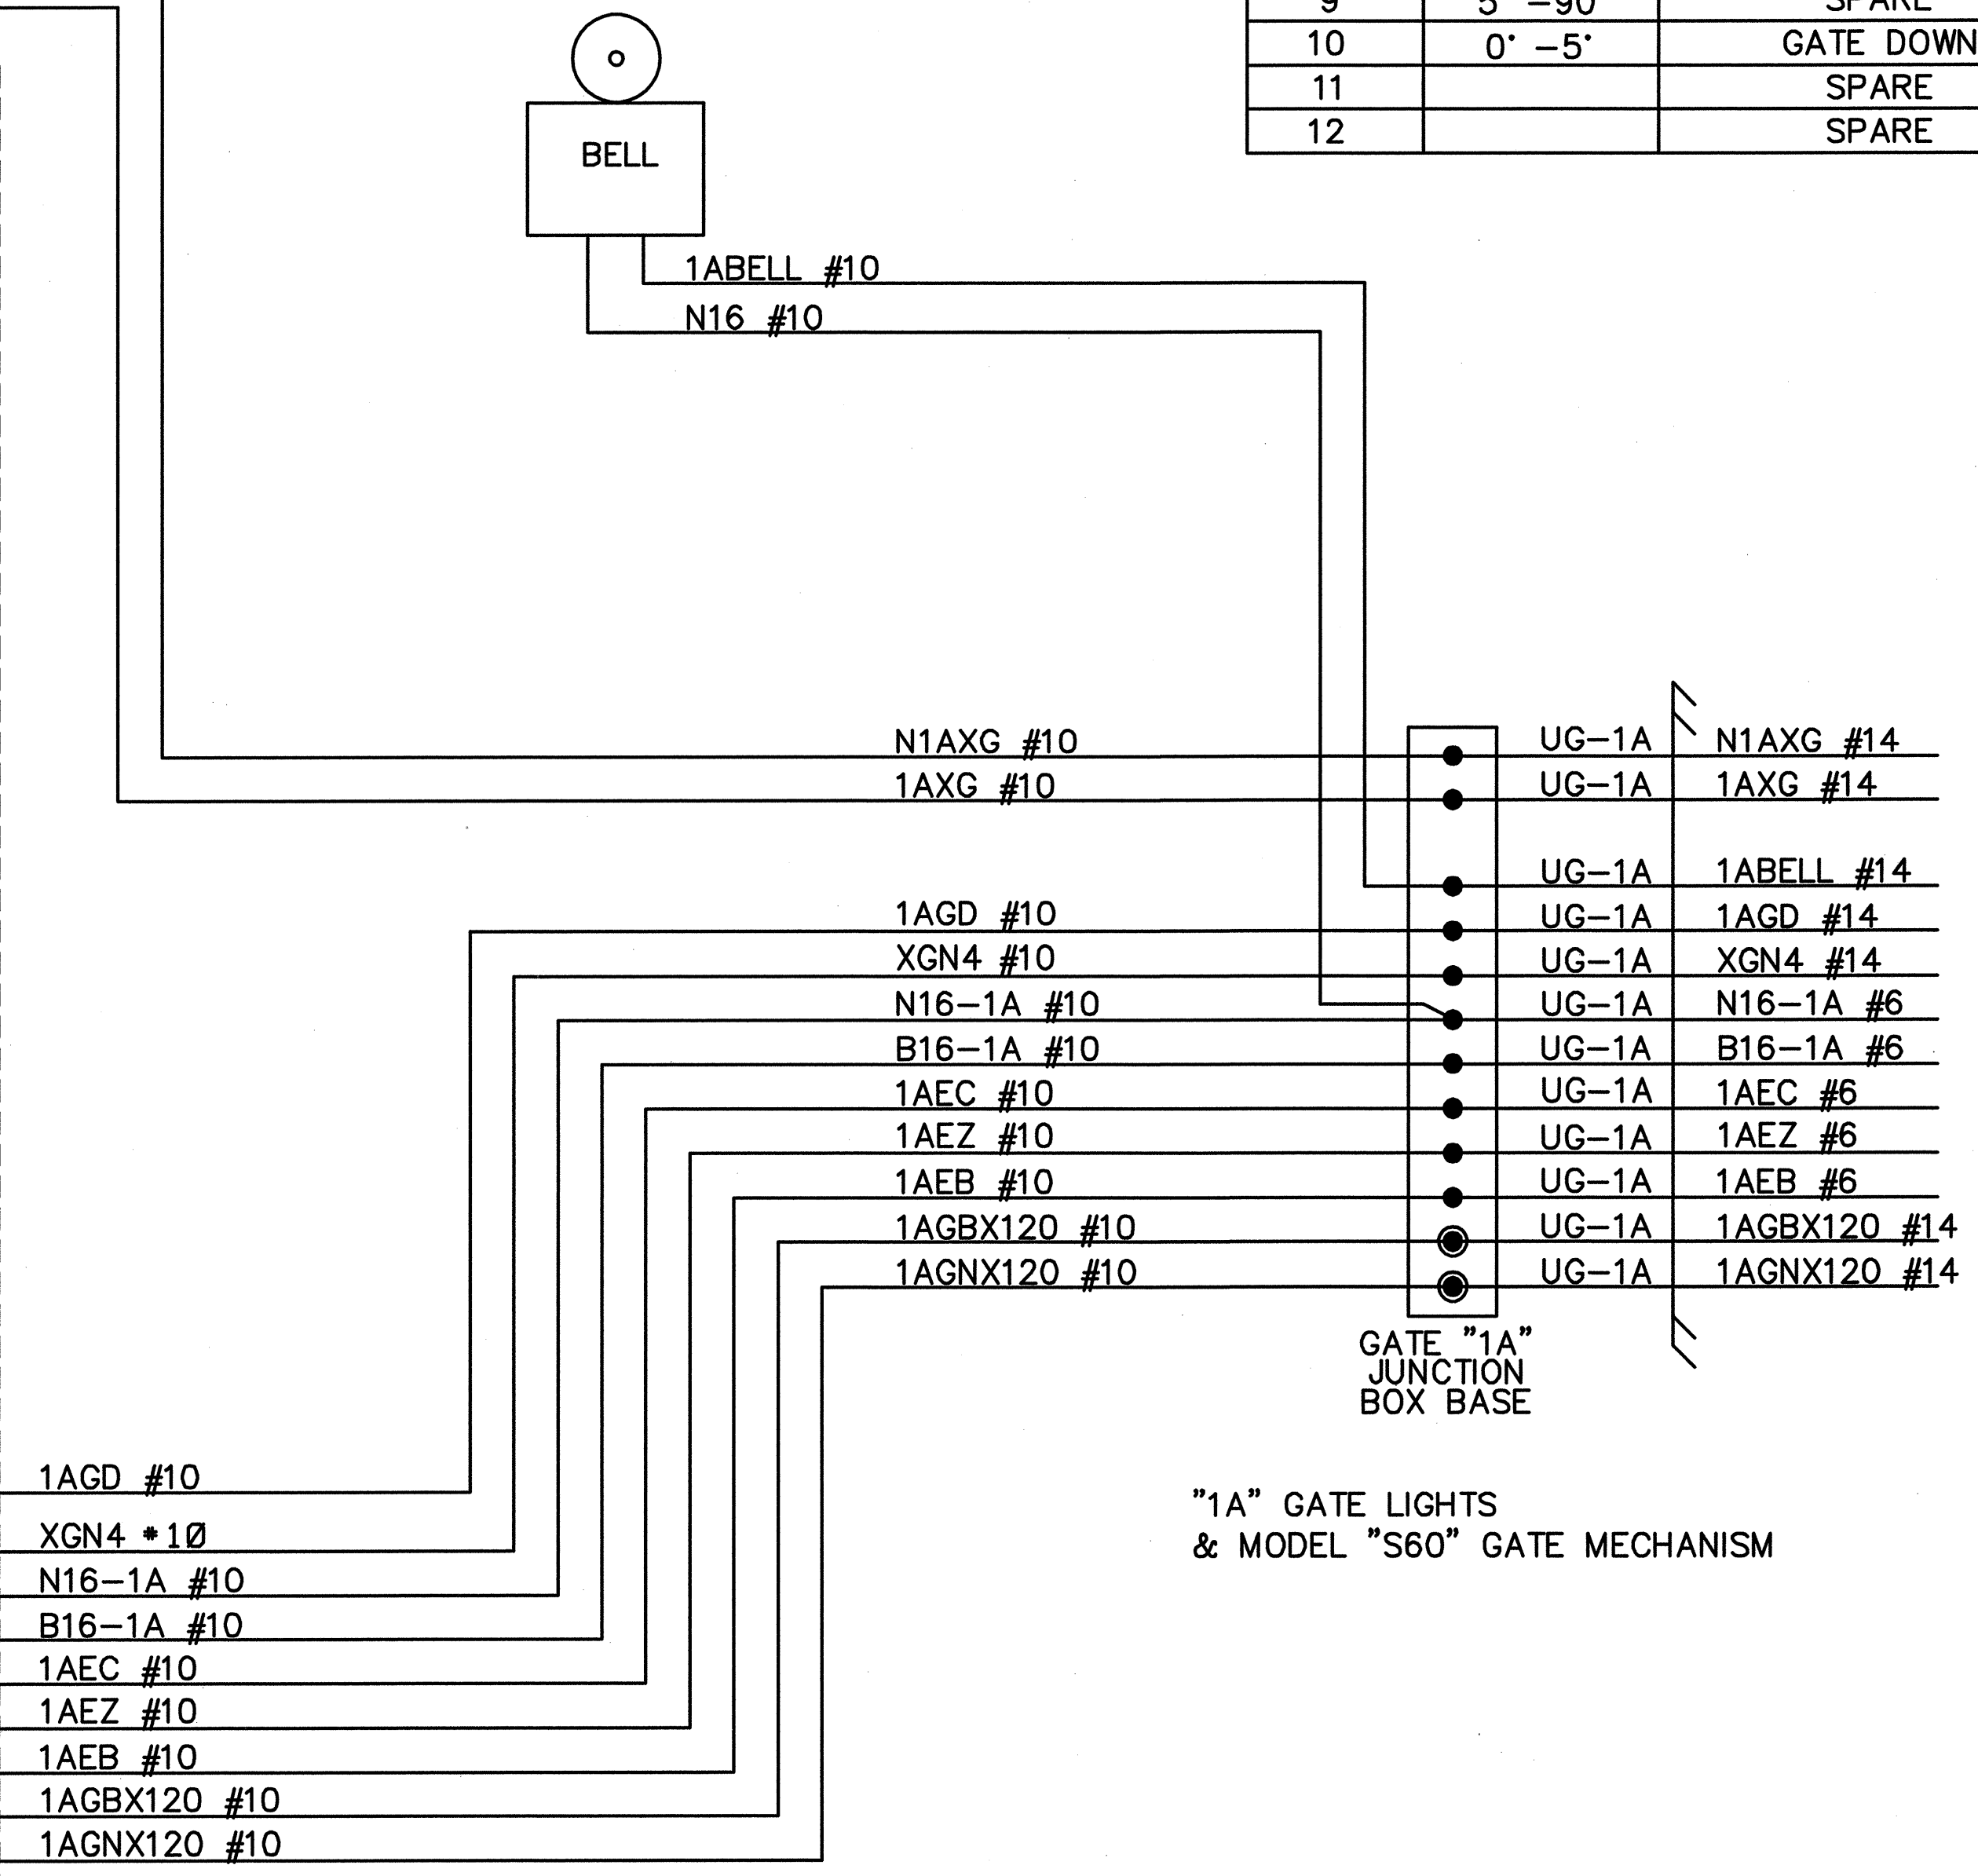 9 5° –90 SPARE
10 0° –5° GATE DOWN
11 SPARE
12 SPARE
BELL
1ABELL #10
N16 #10
N1AXG #10 UG–1A N1AXG #14
1AXG #10 UG–1A 1AXG #14
UG–1A 1ABELL #14
1AGD #10 UG–1A 1AGD #14
XGN4 #10 UG–1A XGN4 #14
N16–1A #10 UG–1A N16–1A #6
B16–1A #10 UG–1A B16–1A #6
1AEC #10 UG–1A 1AEC #6
1AEZ #10 UG–1A 1AEZ #6
1AEB #10 UG–1A 1AEB #6
1AGBX120 #10 UG–1A 1AGBX120 #14
1AGNX120 #10 UG–1A 1AGNX120 #14
GATE "1A"
JUNCTION
BOX BASE
1AGD #10
XGN4 *10
N16–1A #10
B16–1A #10
1AEC #10
1AEZ #10
1AEB #10
1AGBX120 #10
1AGNX120 #10
"1A" GATE LIGHTS
& MODEL "S60" GATE MECHANISM